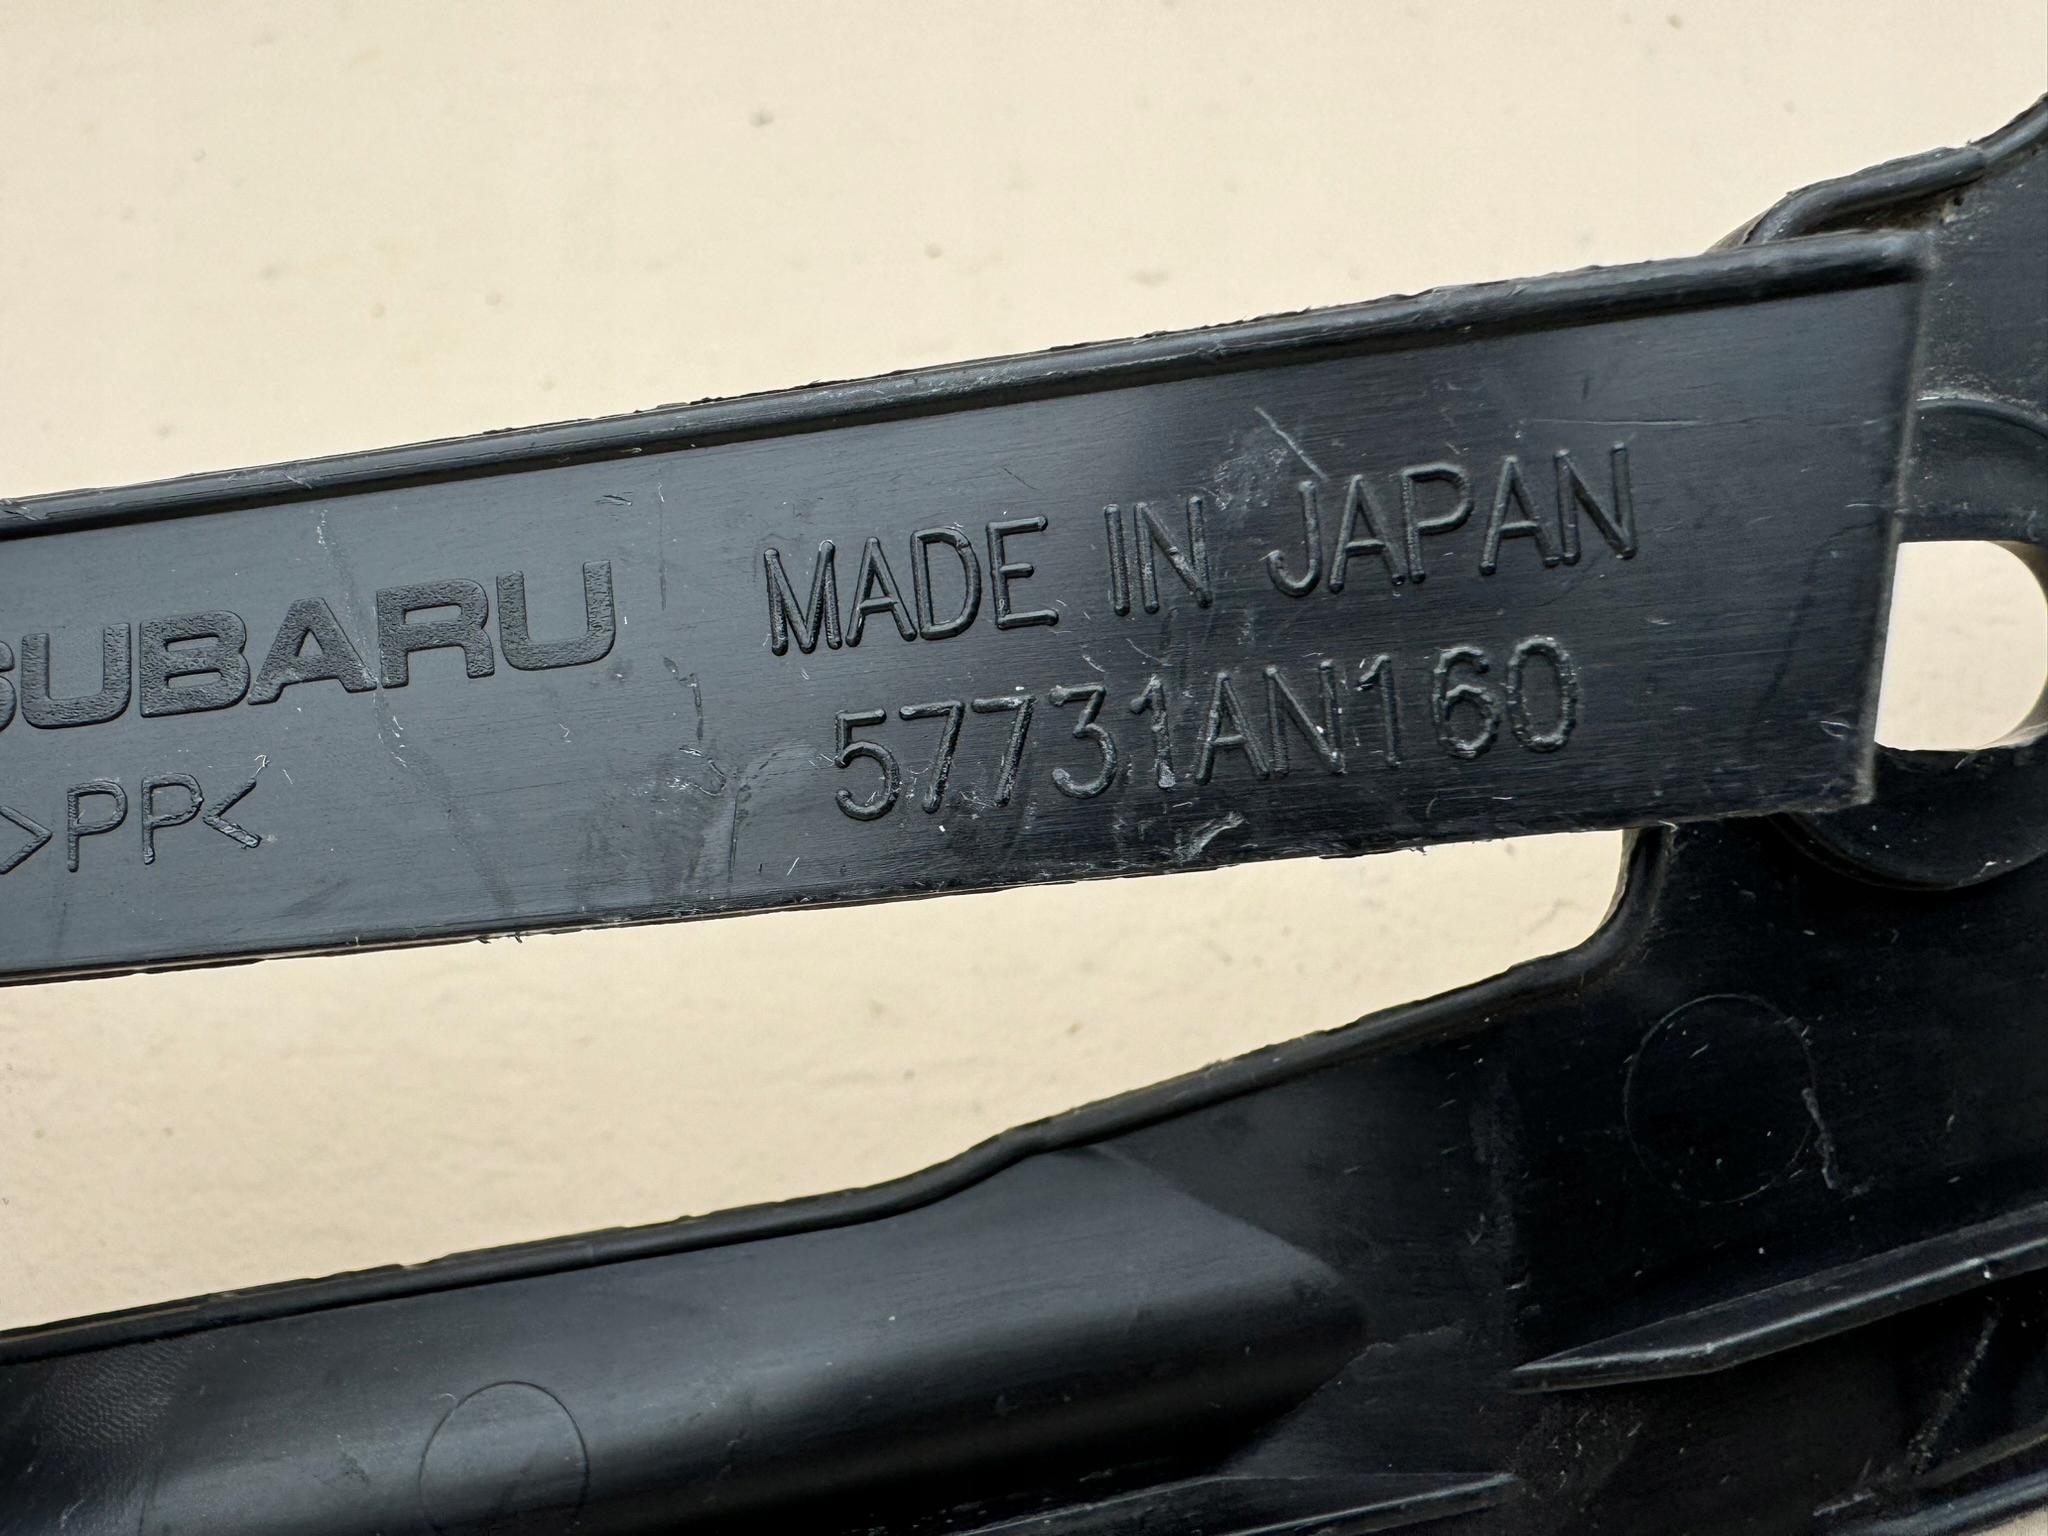 SUBARU
>PP<
MADE IN JAPAN
57731AN160